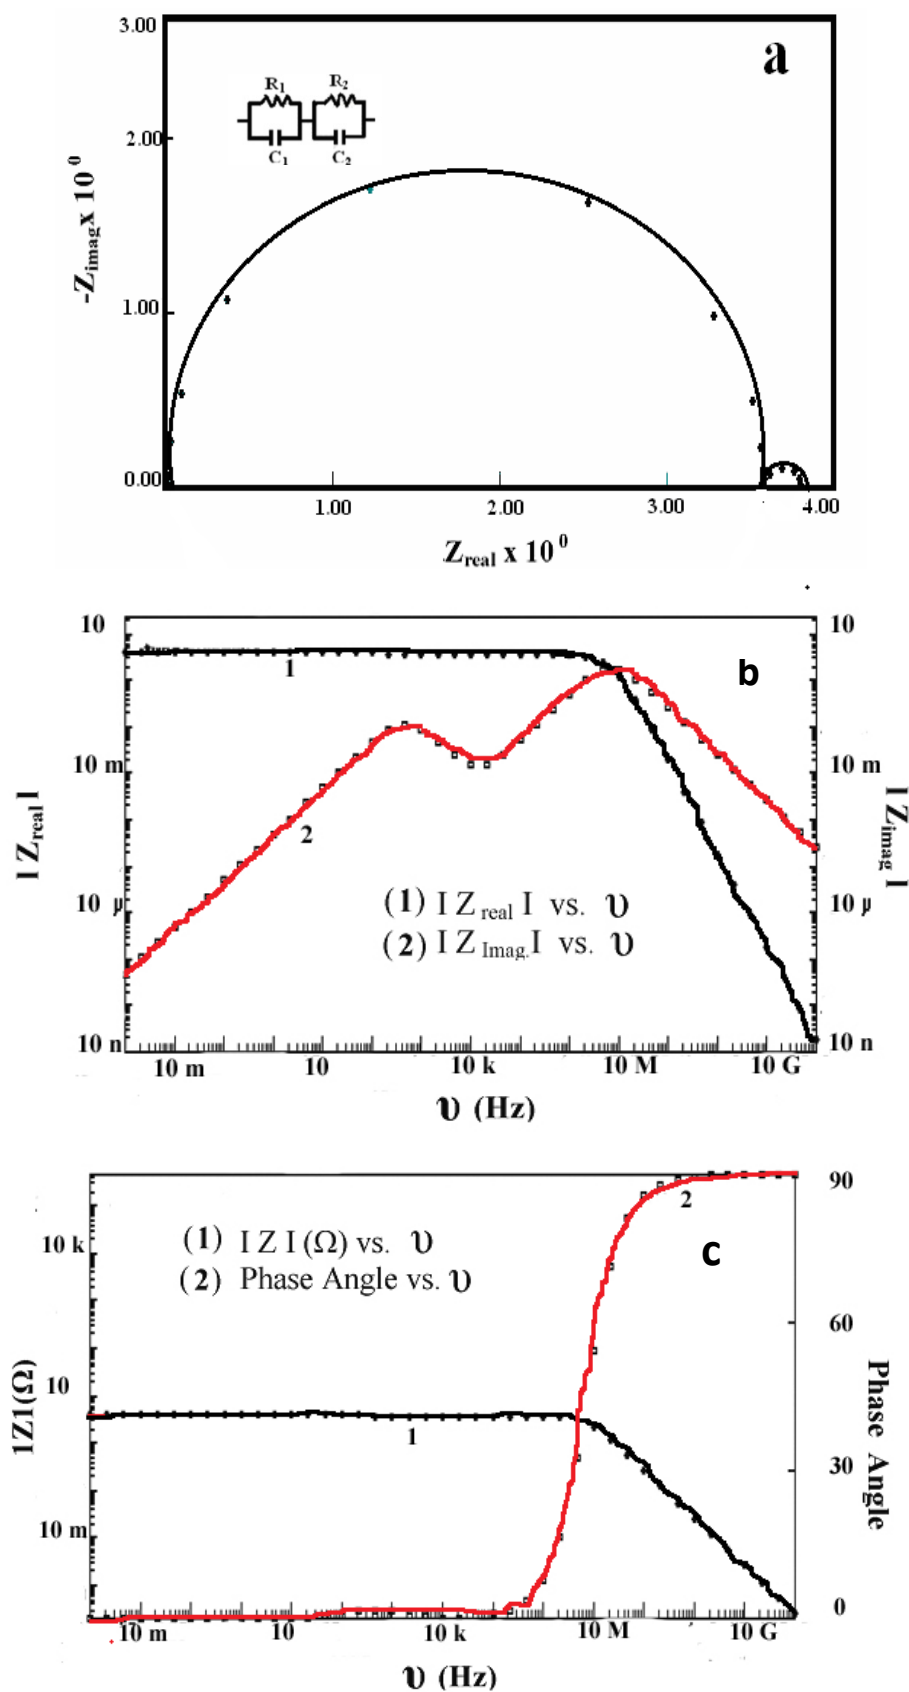 3.00
a
R1 R2
C1 C2
2.00
-Zimag x 10^0
1.00
0.00
1.00 2.00 3.00 4.00
Zreal x 10^0
10 10
1
b
10 m 10 m
I Zreal I
I Zimag I
2
(1) I Z real I vs. υ
(2) I Z Imag. I vs. υ
10 µ 10 µ
10 n 10 n
10 m 10 10 k 10 M 10 G
υ (Hz)
90
2
(1) I Z I (Ω) vs. υ
(2) Phase Angle vs. υ
c
10 k
60
1Z1(Ω)
Phase Angle
10
1
30
10 m
0
10 m 10 10 k 10 M 10 G
υ (Hz)